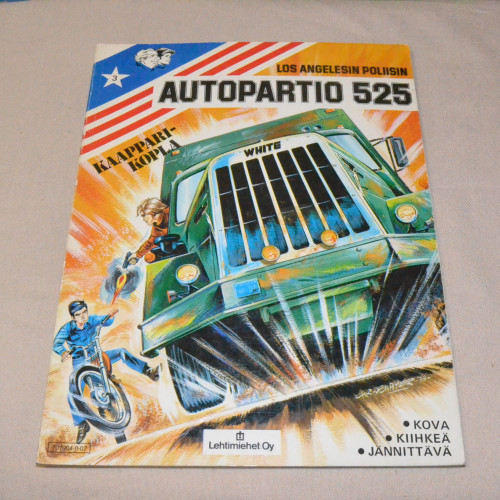 3
LOS ANGELESIN POLIISIN
AUTOPARTIO 525
KAAPPARI-
KOPLA
WHITE
• KOVA
• KIIHKEÄ
• JÄNNITTÄVÄ
Lehtimiehet Oy